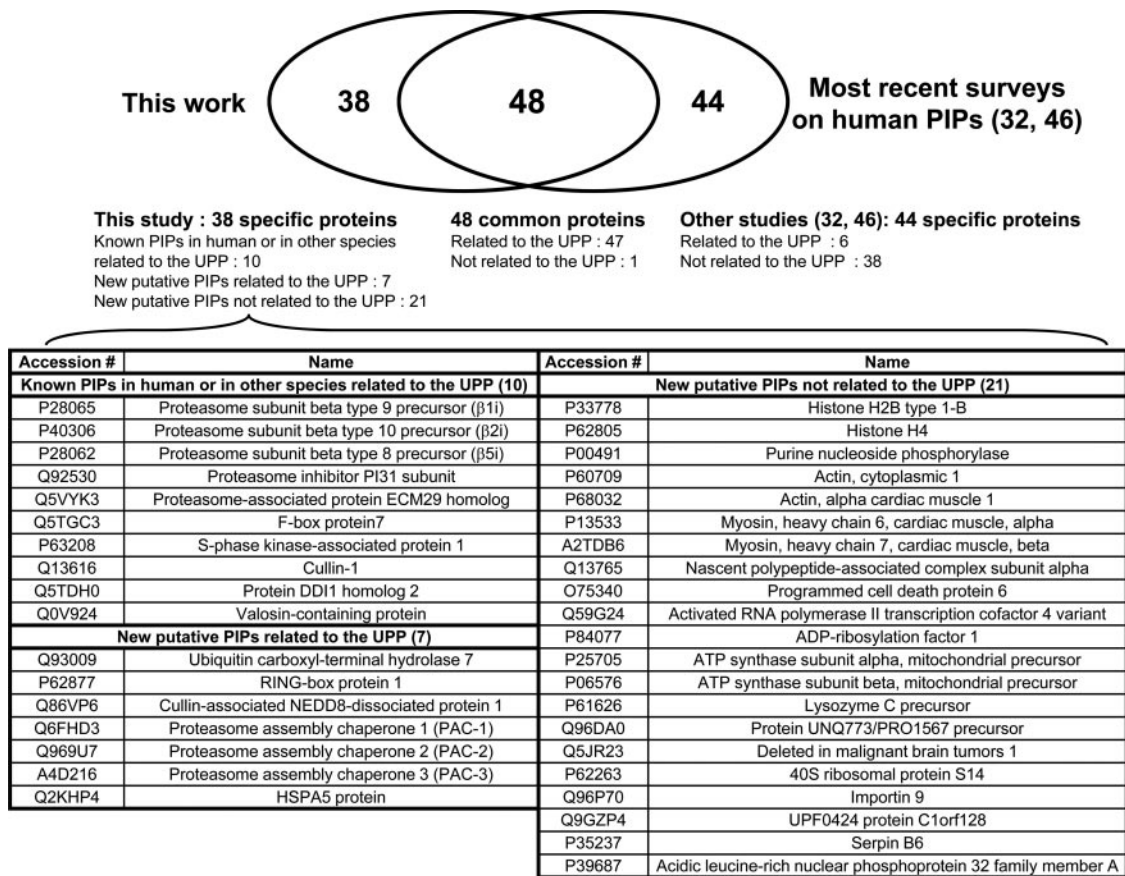 This work
38
48
44
Most recent surveys
on human PIPs (32, 46)
This study : 38 specific proteins
Known PIPs in human or in other species
related to the UPP : 10
New putative PIPs related to the UPP : 7
New putative PIPs not related to the UPP : 21
48 common proteins
Related to the UPP : 47
Not related to the UPP : 1
Other studies (32, 46): 44 specific proteins
Related to the UPP : 6
Not related to the UPP : 38
Accession # Name
Known PIPs in human or in other species related to the UPP (10)
P28065 Proteasome subunit beta type 9 precursor (β1i)
P40306 Proteasome subunit beta type 10 precursor (β2i)
P28062 Proteasome subunit beta type 8 precursor (β5i)
Q92530 Proteasome inhibitor PI31 subunit
Q5VYK3 Proteasome-associated protein ECM29 homolog
Q5TGC3 F-box protein7
P63208 S-phase kinase-associated protein 1
Q13616 Cullin-1
Q5TDH0 Protein DDI1 homolog 2
Q0V924 Valosin-containing protein
New putative PIPs related to the UPP (7)
Q93009 Ubiquitin carboxyl-terminal hydrolase 7
P62877 RING-box protein 1
Q86VP6 Cullin-associated NEDD8-dissociated protein 1
Q6FHD3 Proteasome assembly chaperone 1 (PAC-1)
Q969U7 Proteasome assembly chaperone 2 (PAC-2)
A4D216 Proteasome assembly chaperone 3 (PAC-3)
Q2KHP4 HSPA5 protein
Accession # Name
New putative PIPs not related to the UPP (21)
P33778 Histone H2B type 1-B
P62805 Histone H4
P00491 Purine nucleoside phosphorylase
P60709 Actin, cytoplasmic 1
P68032 Actin, alpha cardiac muscle 1
P13533 Myosin, heavy chain 6, cardiac muscle, alpha
A2TDB6 Myosin, heavy chain 7, cardiac muscle, beta
Q13765 Nascent polypeptide-associated complex subunit alpha
O75340 Programmed cell death protein 6
Q59G24 Activated RNA polymerase II transcription cofactor 4 variant
P84077 ADP-ribosylation factor 1
P25705 ATP synthase subunit alpha, mitochondrial precursor
P06576 ATP synthase subunit beta, mitochondrial precursor
P61626 Lysozyme C precursor
Q96DA0 Protein UNQ773/PRO1567 precursor
Q5JR23 Deleted in malignant brain tumors 1
P62263 40S ribosomal protein S14
Q96P70 Importin 9
Q9GZP4 UPF0424 protein C1orf128
P35237 Serpin B6
P39687 Acidic leucine-rich nuclear phosphoprotein 32 family member A